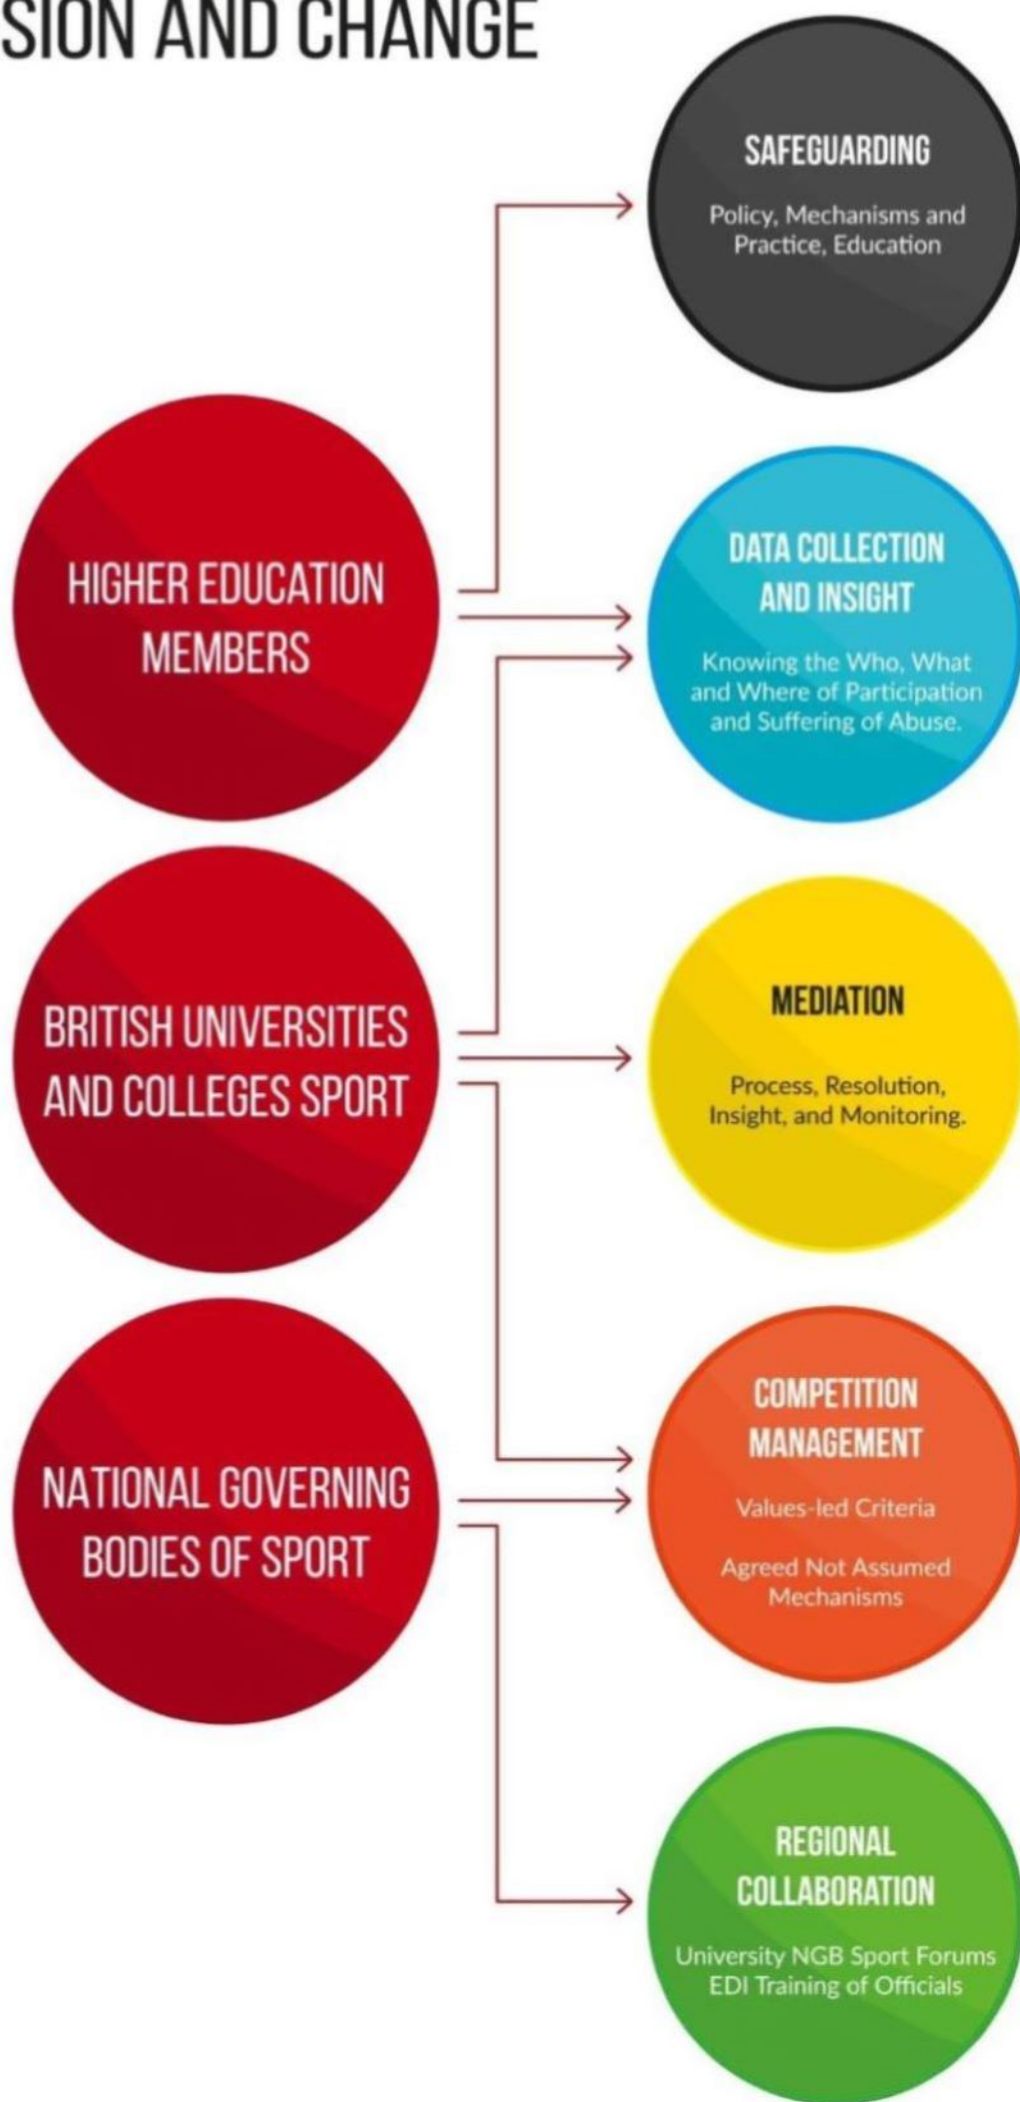 SION AND CHANGE
SAFEGUARDING
Policy, Mechanisms and
Practice, Education
HIGHER EDUCATION
MEMBERS
DATA COLLECTION
AND INSIGHT
Knowing the Who, What
and Where of Participation
and Suffering of Abuse.
BRITISH UNIVERSITIES
AND COLLEGES SPORT
MEDIATION
Process, Resolution,
Insight, and Monitoring.
NATIONAL GOVERNING
BODIES OF SPORT
COMPETITION
MANAGEMENT
Values-led Criteria
Agreed Not Assumed
Mechanisms
REGIONAL
COLLABORATION
University NGB Sport Forums
EDI Training of Officials